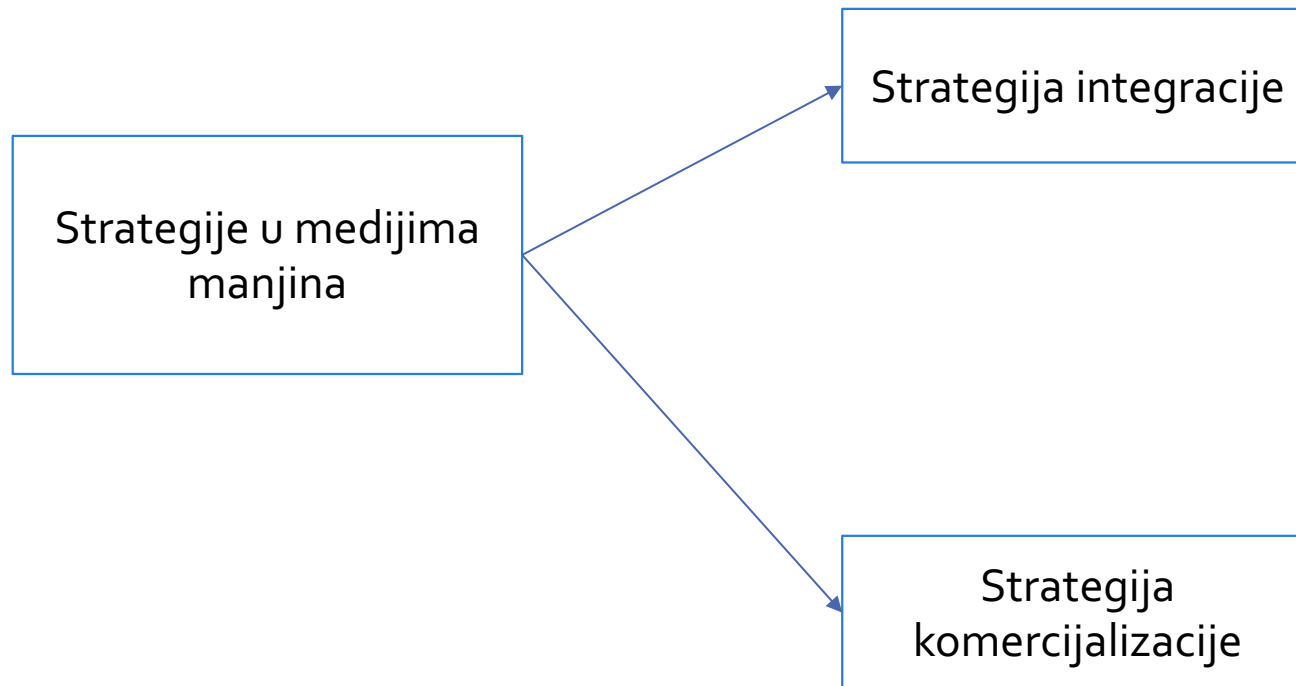 Strategija integracije
Strategije u medijima
manjina
Strategija
komercijalizacije